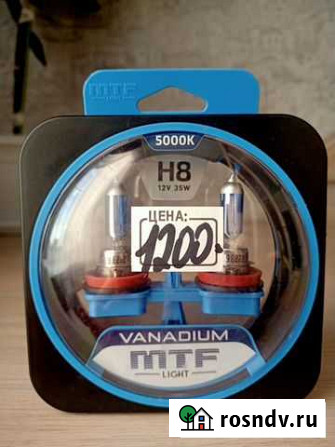 MTF
5000K
H8
12V 35W
ЦЕНА:
1200.
VANADIUM
MTF
LIGHT
rosndv.ru